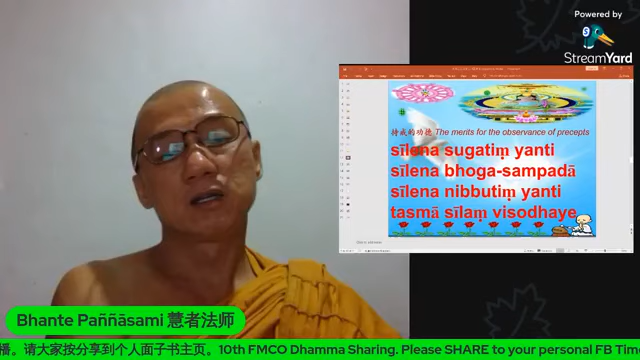 Powered by
StreamYard
持戒的功德 The merits for the observance of precepts
sīlena sugatiṃ yanti
sīlena bhoga-sampadā
sīlena nibbutiṃ yanti
tasmā sīlaṃ visodhaye
Bhante Paññāsami 慧者法师
播。请大家按分享到个人面子书主页。10th FMCO Dhamma Sharing. Please SHARE to your personal FB Tim